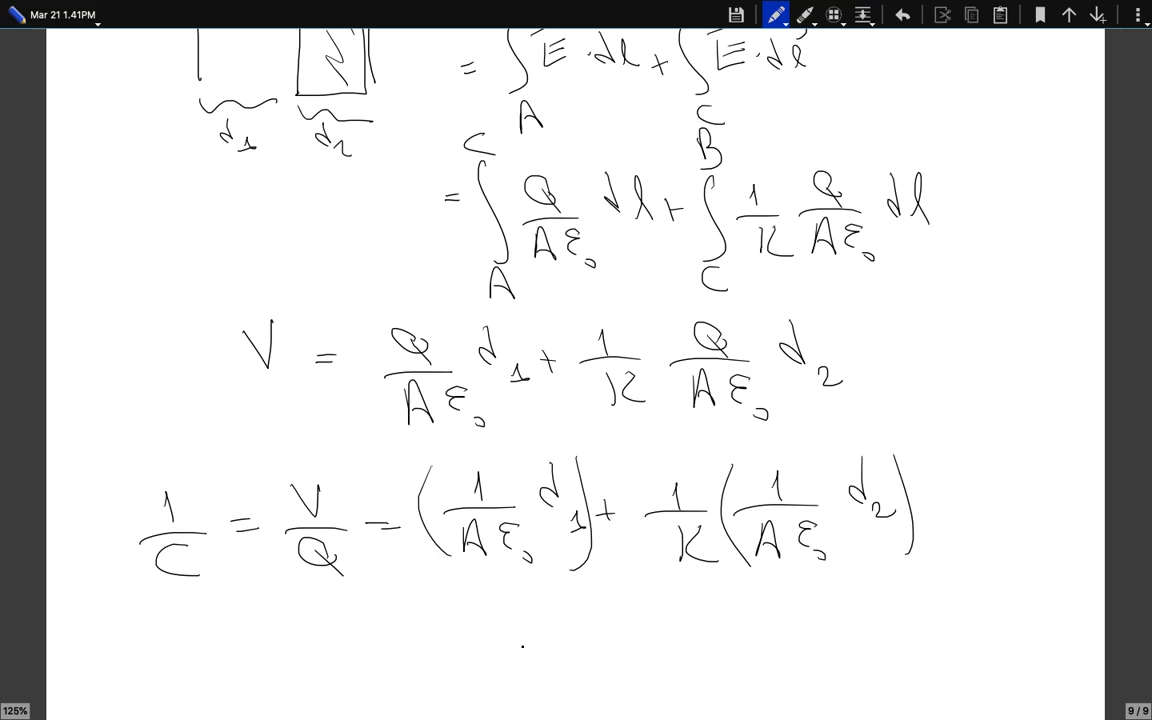 Mar 21 1.41PM
= ∫_A E⃗ · dl + ∫_C E⃗ · dl⃗
d₁ d₂
= ∫_A^C Q/(Aε₀) dl + ∫_C^B 1/K Q/(Aε₀) dl
V = Q/(Aε₀) d₁ + 1/K Q/(Aε₀) d₂
1/C = V/Q = (1/(Aε₀) d₁) + 1/K (1/(Aε₀) d₂)
125%
9 / 9